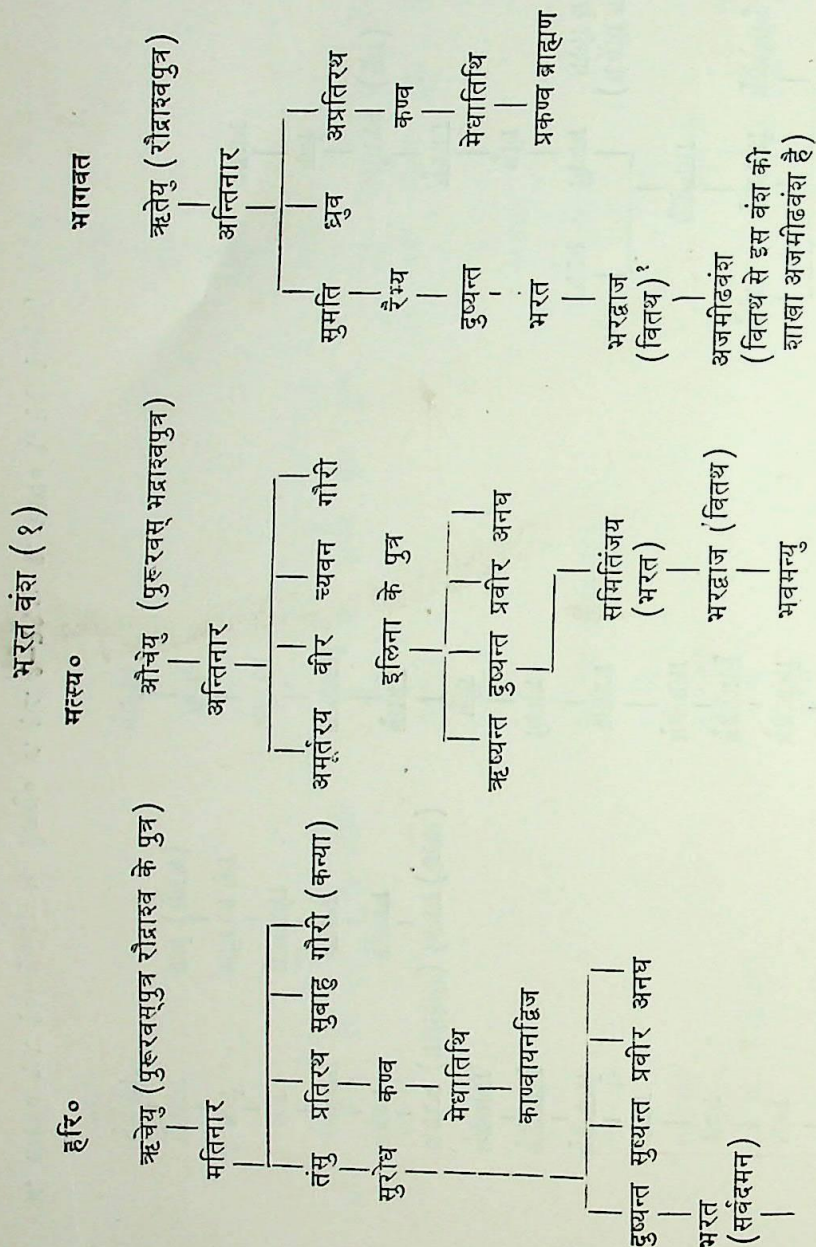 भरत वंश (१)
हरि०
ऋचेयु (पुरूरवस्पुत्र रौद्राश्व के पुत्र)
मतिनार
तंसु प्रतिरथ सुबाहु गौरी (कन्या)
सुरोध कण्व
मेधातिथि
काण्वायनद्विज
दुष्यन्त सुष्यन्त प्रवीर अनघ
भरत
(सर्वदमन)
मत्स्य०
औचेयु (पुरूरवस् भद्राश्वपुत्र)
अन्तिनार
अमूर्तरय वीर च्यवन गौरी
इलिना के पुत्र
ऋष्यन्त दुष्यन्त प्रवीर अनघ
समितिंजय
(भरत)
भरद्वाज (वितथ)
भवमन्यु
भागवत
ऋतेयु (रौद्राश्वपुत्र)
अन्तिनार
सुमति ध्रुव अप्रतिरथ
रैभ्य कण्व
दुष्यन्त मेधातिथि
भरत प्रकण्व ब्राह्मण
भरद्वाज
(वितथ)¹
अजमीढवंश
(वितथ से इस वंश की
शाखा अजमीढवंश है)